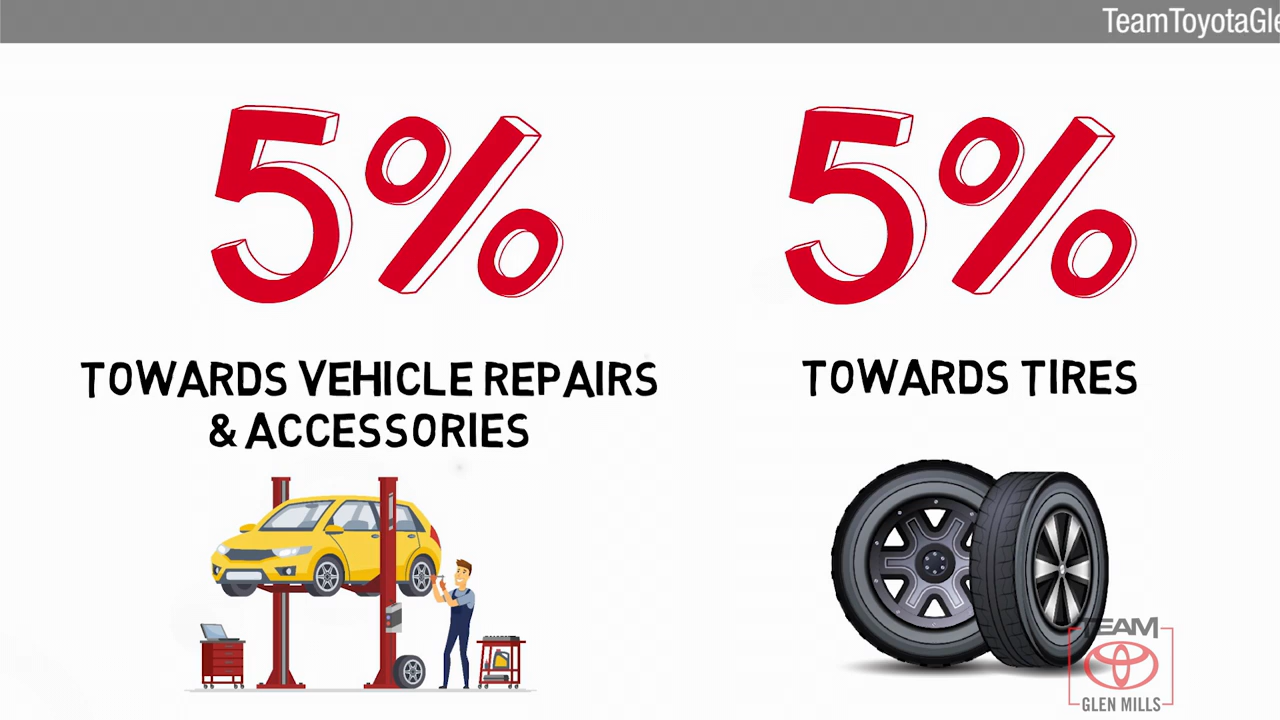 TeamToyotaGle
5%
TOWARDS VEHICLE REPAIRS
& ACCESSORIES
5%
TOWARDS TIRES
TEAM
GLEN MILLS